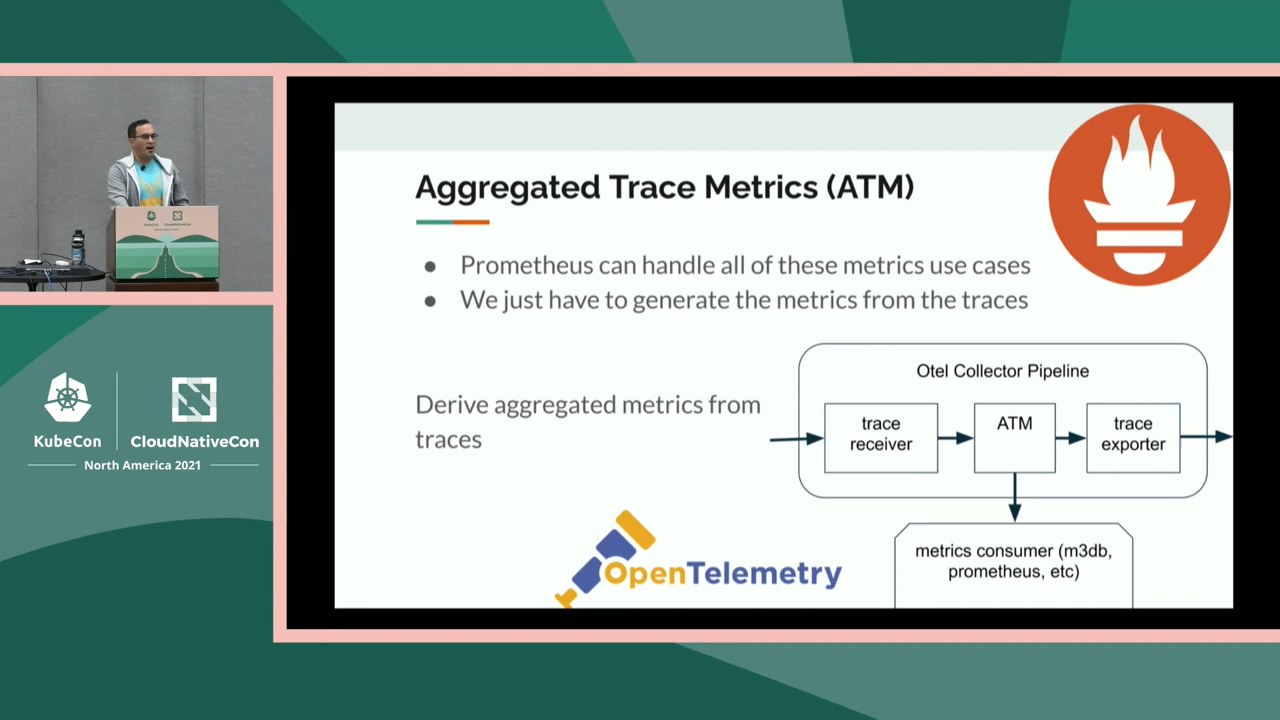 Aggregated Trace Metrics (ATM)
● Prometheus can handle all of these metrics use cases
● We just have to generate the metrics from the traces
Derive aggregated metrics from
traces
Otel Collector Pipeline
trace
receiver
ATM
trace
exporter
metrics consumer (m3db,
prometheus, etc)
OpenTelemetry
KubeCon
CloudNativeCon
North America 2021
KubeCon
CloudNativeCon